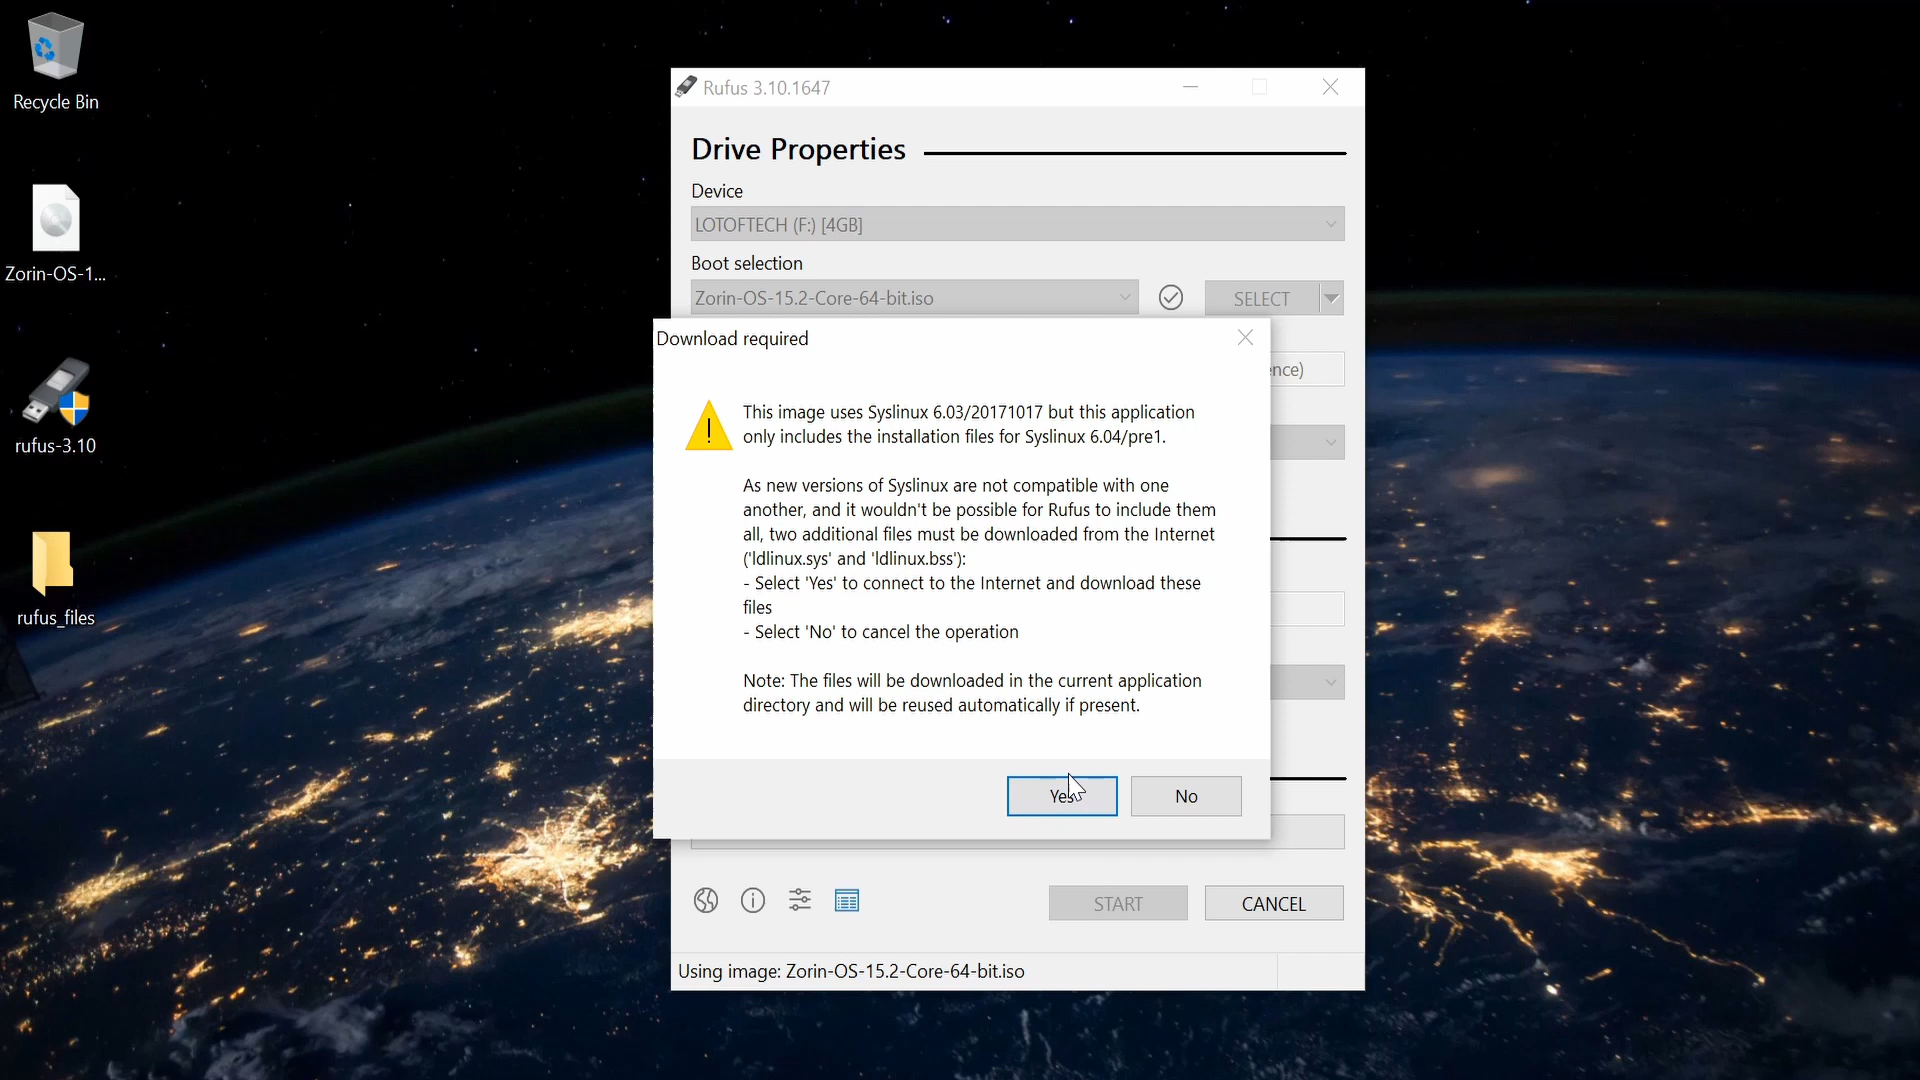 Recycle Bin
Zorin-OS-1...
rufus-3.10
rufus_files
Rufus 3.10.1647
Drive Properties
Device
LOTOFTECH (F:) [4GB]
Boot selection
Zorin-OS-15.2-Core-64-bit.iso
SELECT
ence)
Download required
This image uses Syslinux 6.03/20171017 but this application
only includes the installation files for Syslinux 6.04/pre1.
As new versions of Syslinux are not compatible with one
another, and it wouldn't be possible for Rufus to include them
all, two additional files must be downloaded from the Internet
('ldlinux.sys' and 'ldlinux.bss'):
- Select 'Yes' to connect to the Internet and download these
files
- Select 'No' to cancel the operation
Note: The files will be downloaded in the current application
directory and will be reused automatically if present.
Yes
No
START
CANCEL
Using image: Zorin-OS-15.2-Core-64-bit.iso